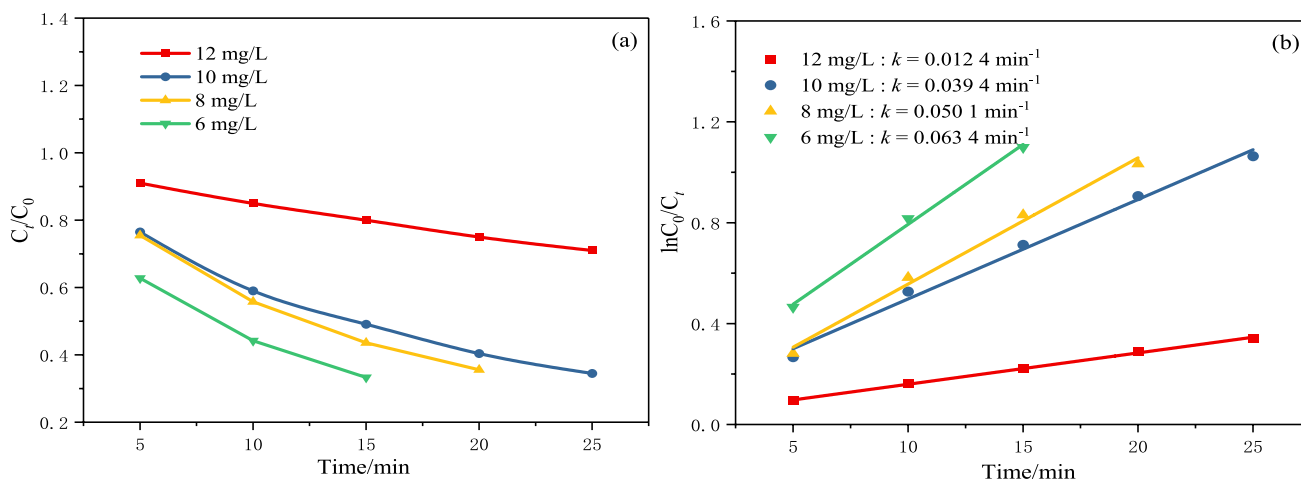 (a)
12 mg/L
10 mg/L
8 mg/L
6 mg/L
1.4
1.2
1.0
0.8
0.6
0.4
0.2
Cₜ/C₀
5
10
15
20
25
Time/min
(b)
12 mg/L : k = 0.012 4 min⁻¹
10 mg/L : k = 0.039 4 min⁻¹
8 mg/L : k = 0.050 1 min⁻¹
6 mg/L : k = 0.063 4 min⁻¹
1.6
1.2
0.8
0.4
0.0
lnC₀/Cₜ
5
10
15
20
25
Time/min